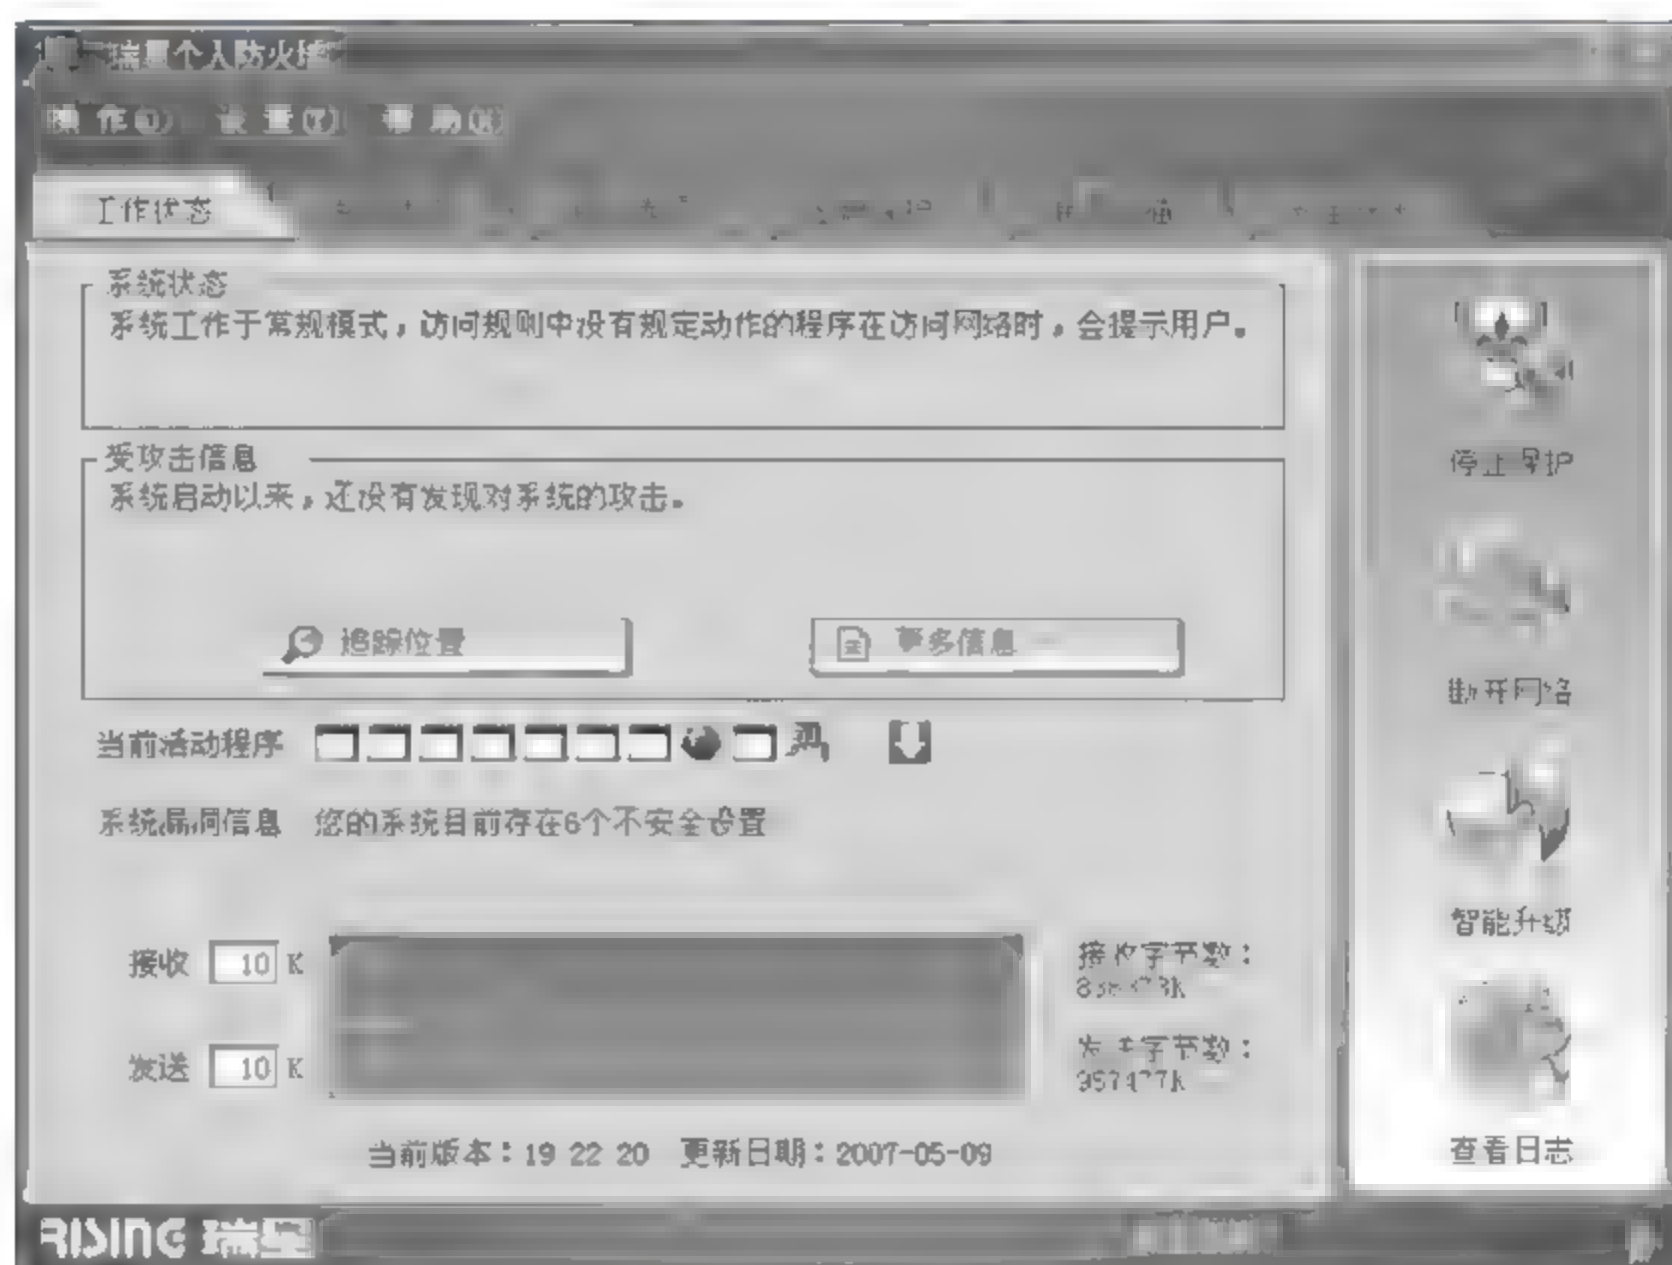 瑞星个人防火墙
操作(O) 设置(Z) 帮助(H)
工作状态
系统状态
系统工作于常规模式，访问规则中没有规定动作的程序在访问网络时，会提示用户。
受攻击信息
系统启动以来，还没有发现对系统的攻击。
追踪位置 更多信息
当前活动程序
系统漏洞信息 您的系统目前存在6个不安全设置
接收 10 K
接收字节数：
发送 10 K
发送字节数：
当前版本：19 22 20 更新日期：2007-05-09
停止保护
断开网络
智能升级
查看日志
RISING 瑞星